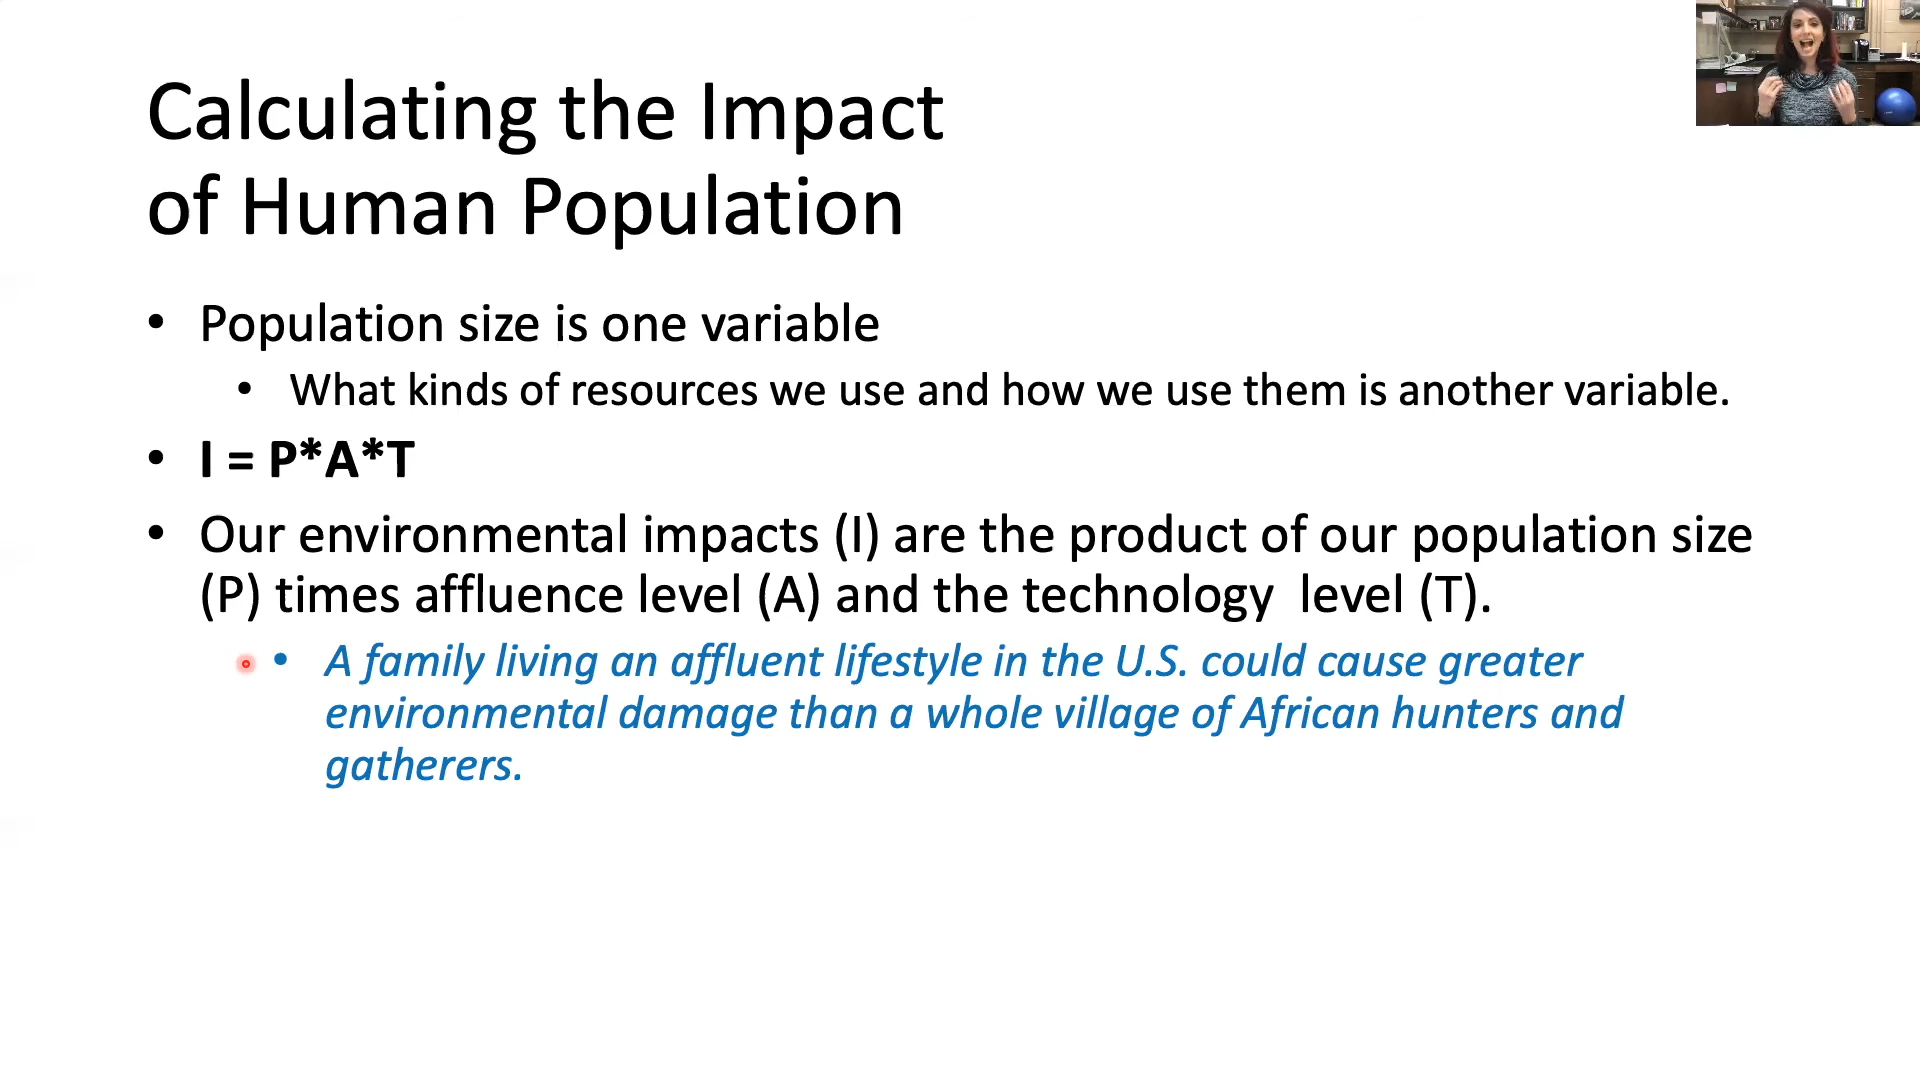 Calculating the Impact
of Human Population
• Population size is one variable
• What kinds of resources we use and how we use them is another variable.
• I = P*A*T
• Our environmental impacts (I) are the product of our population size
(P) times affluence level (A) and the technology  level (T).
• A family living an affluent lifestyle in the U.S. could cause greater
environmental damage than a whole village of African hunters and
gatherers.